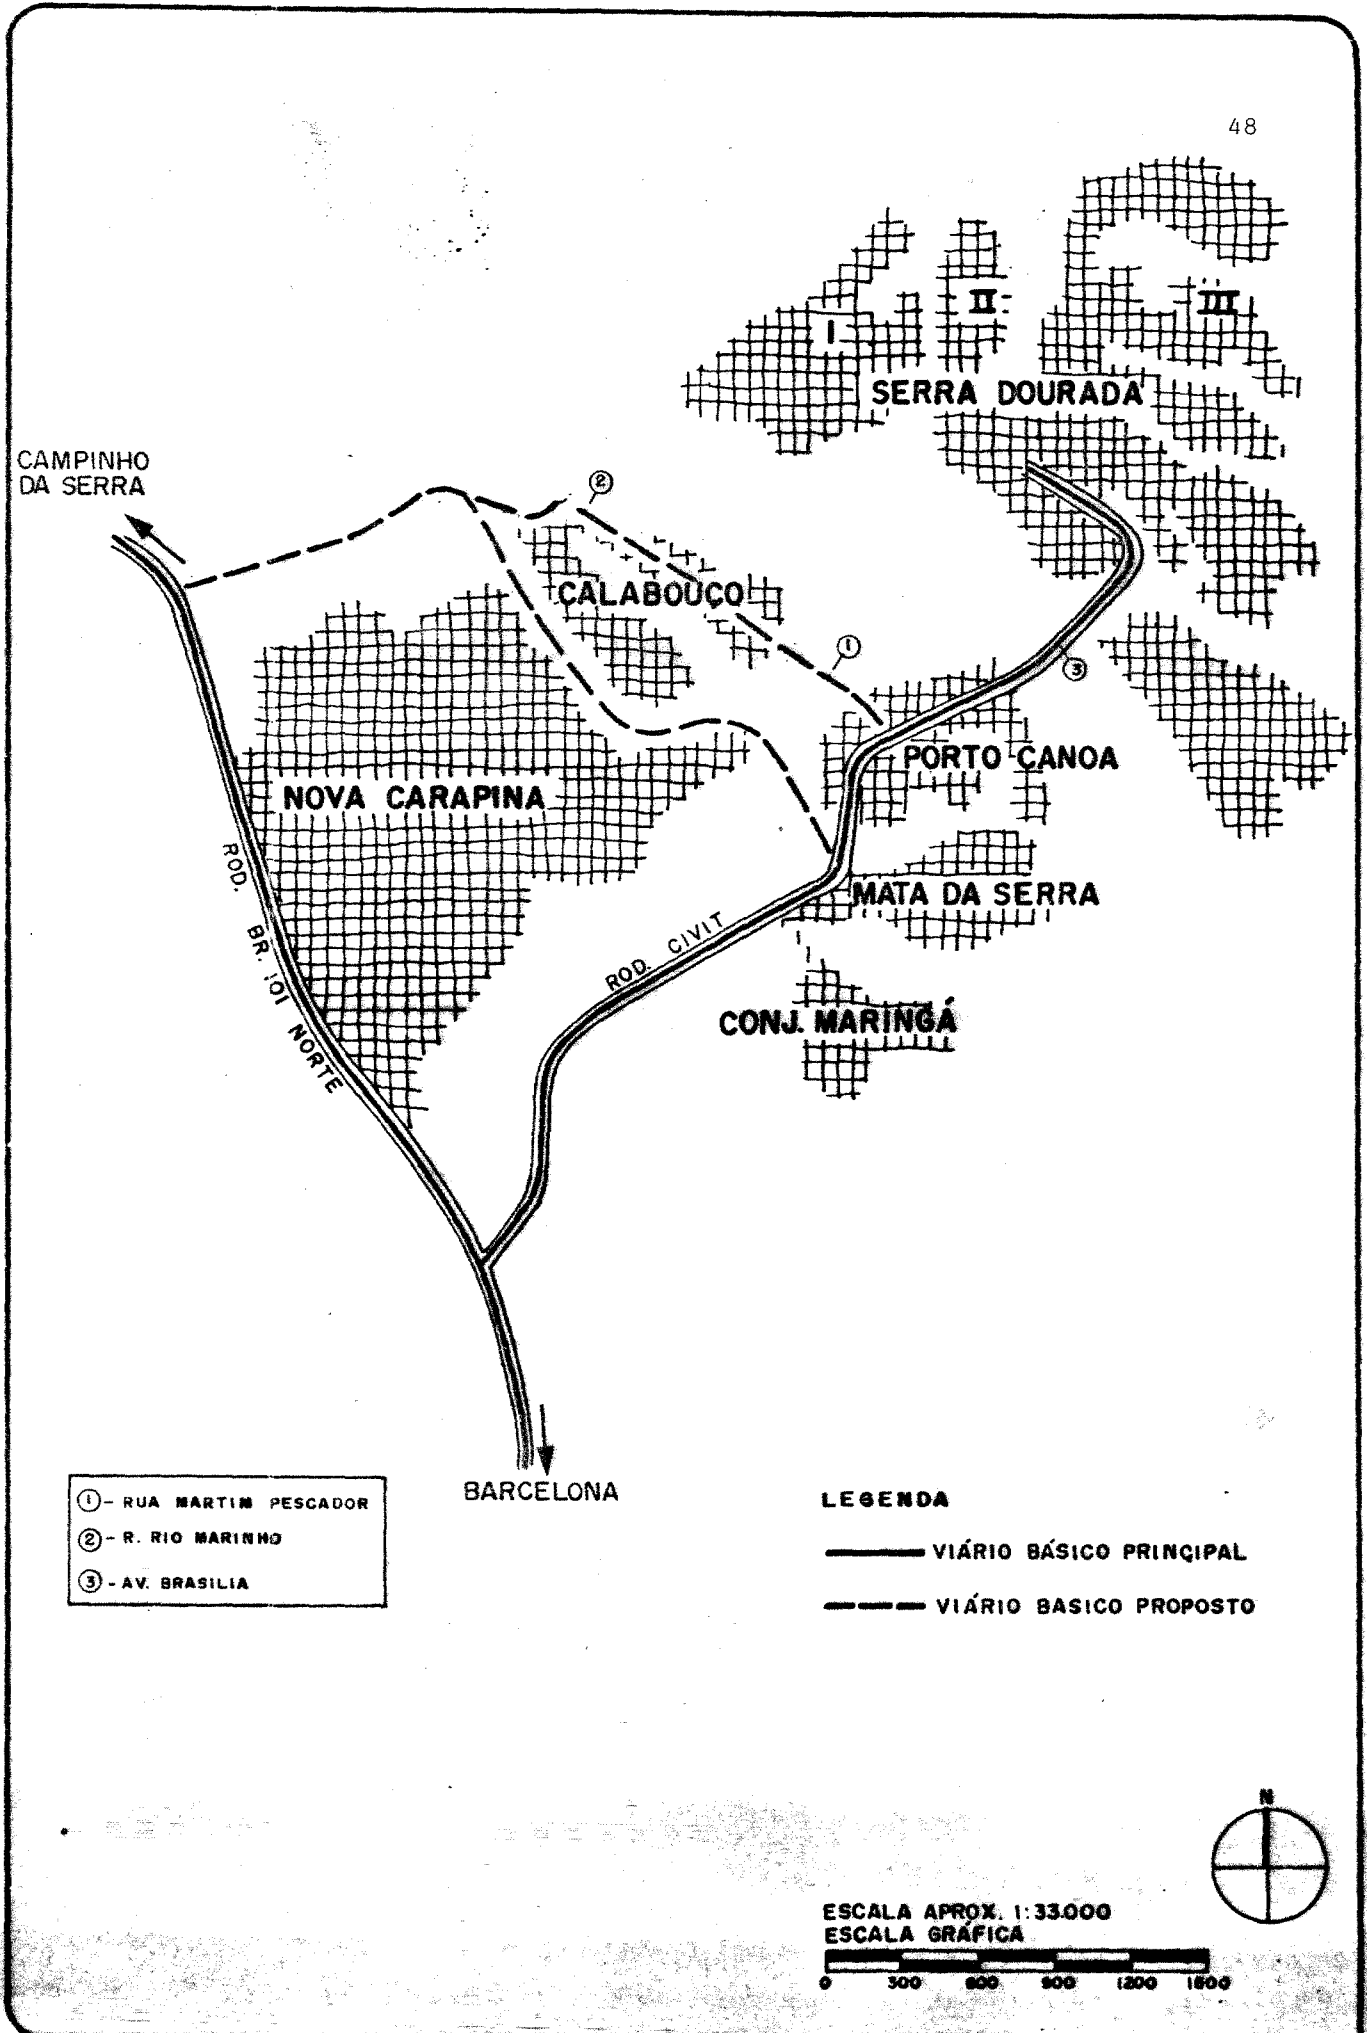 48
I
II
III
SERRA DOURADA
CAMPINHO
DA SERRA
2
CALABOUÇO
1
3
PORTO CANOA
NOVA CARAPINA
ROD. BR. 101 NORTE
MATA DA SERRA
ROD. CIVIT
CONJ. MARINGÁ
BARCELONA
1 - RUA MARTIM PESCADOR
2 - R. RIO MARINHO
3 - AV. BRASILIA
LEGENDA
VIÁRIO BÁSICO PRINCIPAL
VIÁRIO BASICO PROPOSTO
N
ESCALA APROX. 1:33.000
ESCALA GRÁFICA
0 300 600 900 1200 1500